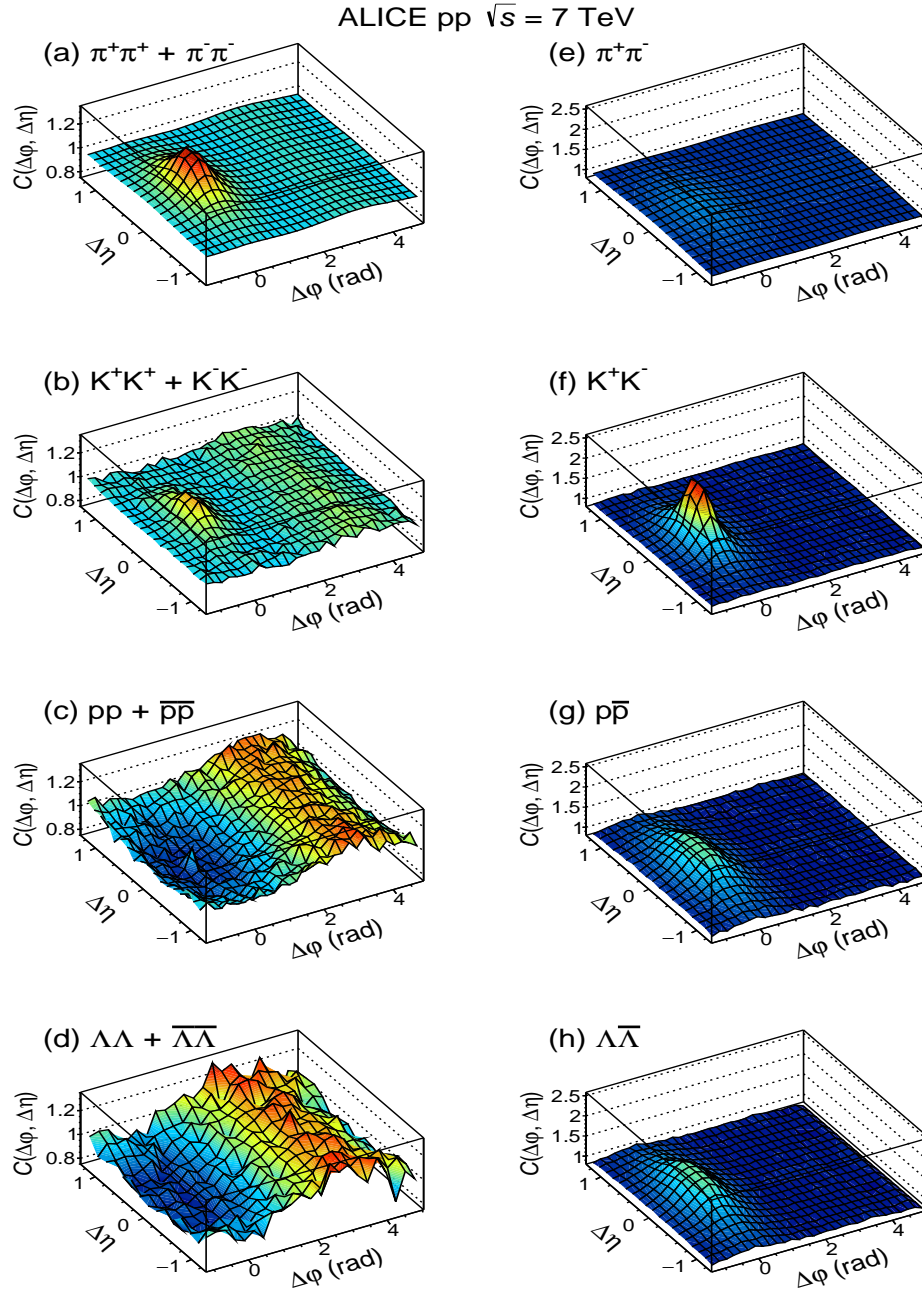 ALICE pp √s = 7 TeV
(a) π⁺π⁺ + π⁻π⁻
C(Δφ, Δη)
1.2
1
0.8
1
0
−1
Δη
0
2
4
Δφ (rad)
(e) π⁺π⁻
C(Δφ, Δη)
2.5
2
1.5
1
1
0
−1
Δη
0
2
4
Δφ (rad)
(b) K⁺K⁺ + K⁻K⁻
C(Δφ, Δη)
1.2
1
0.8
1
0
−1
Δη
0
2
4
Δφ (rad)
(f) K⁺K⁻
C(Δφ, Δη)
2.5
2
1.5
1
1
0
−1
Δη
0
2
4
Δφ (rad)
(c) pp + p̅p̅
C(Δφ, Δη)
1.2
1
0.8
1
0
−1
Δη
0
2
4
Δφ (rad)
(g) pp̅
C(Δφ, Δη)
2.5
2
1.5
1
1
0
−1
Δη
0
2
4
Δφ (rad)
(d) ΛΛ + Λ̅Λ̅
C(Δφ, Δη)
1.2
1
0.8
1
0
−1
Δη
0
2
4
Δφ (rad)
(h) ΛΛ̅
C(Δφ, Δη)
2.5
2
1.5
1
1
0
−1
Δη
0
2
4
Δφ (rad)